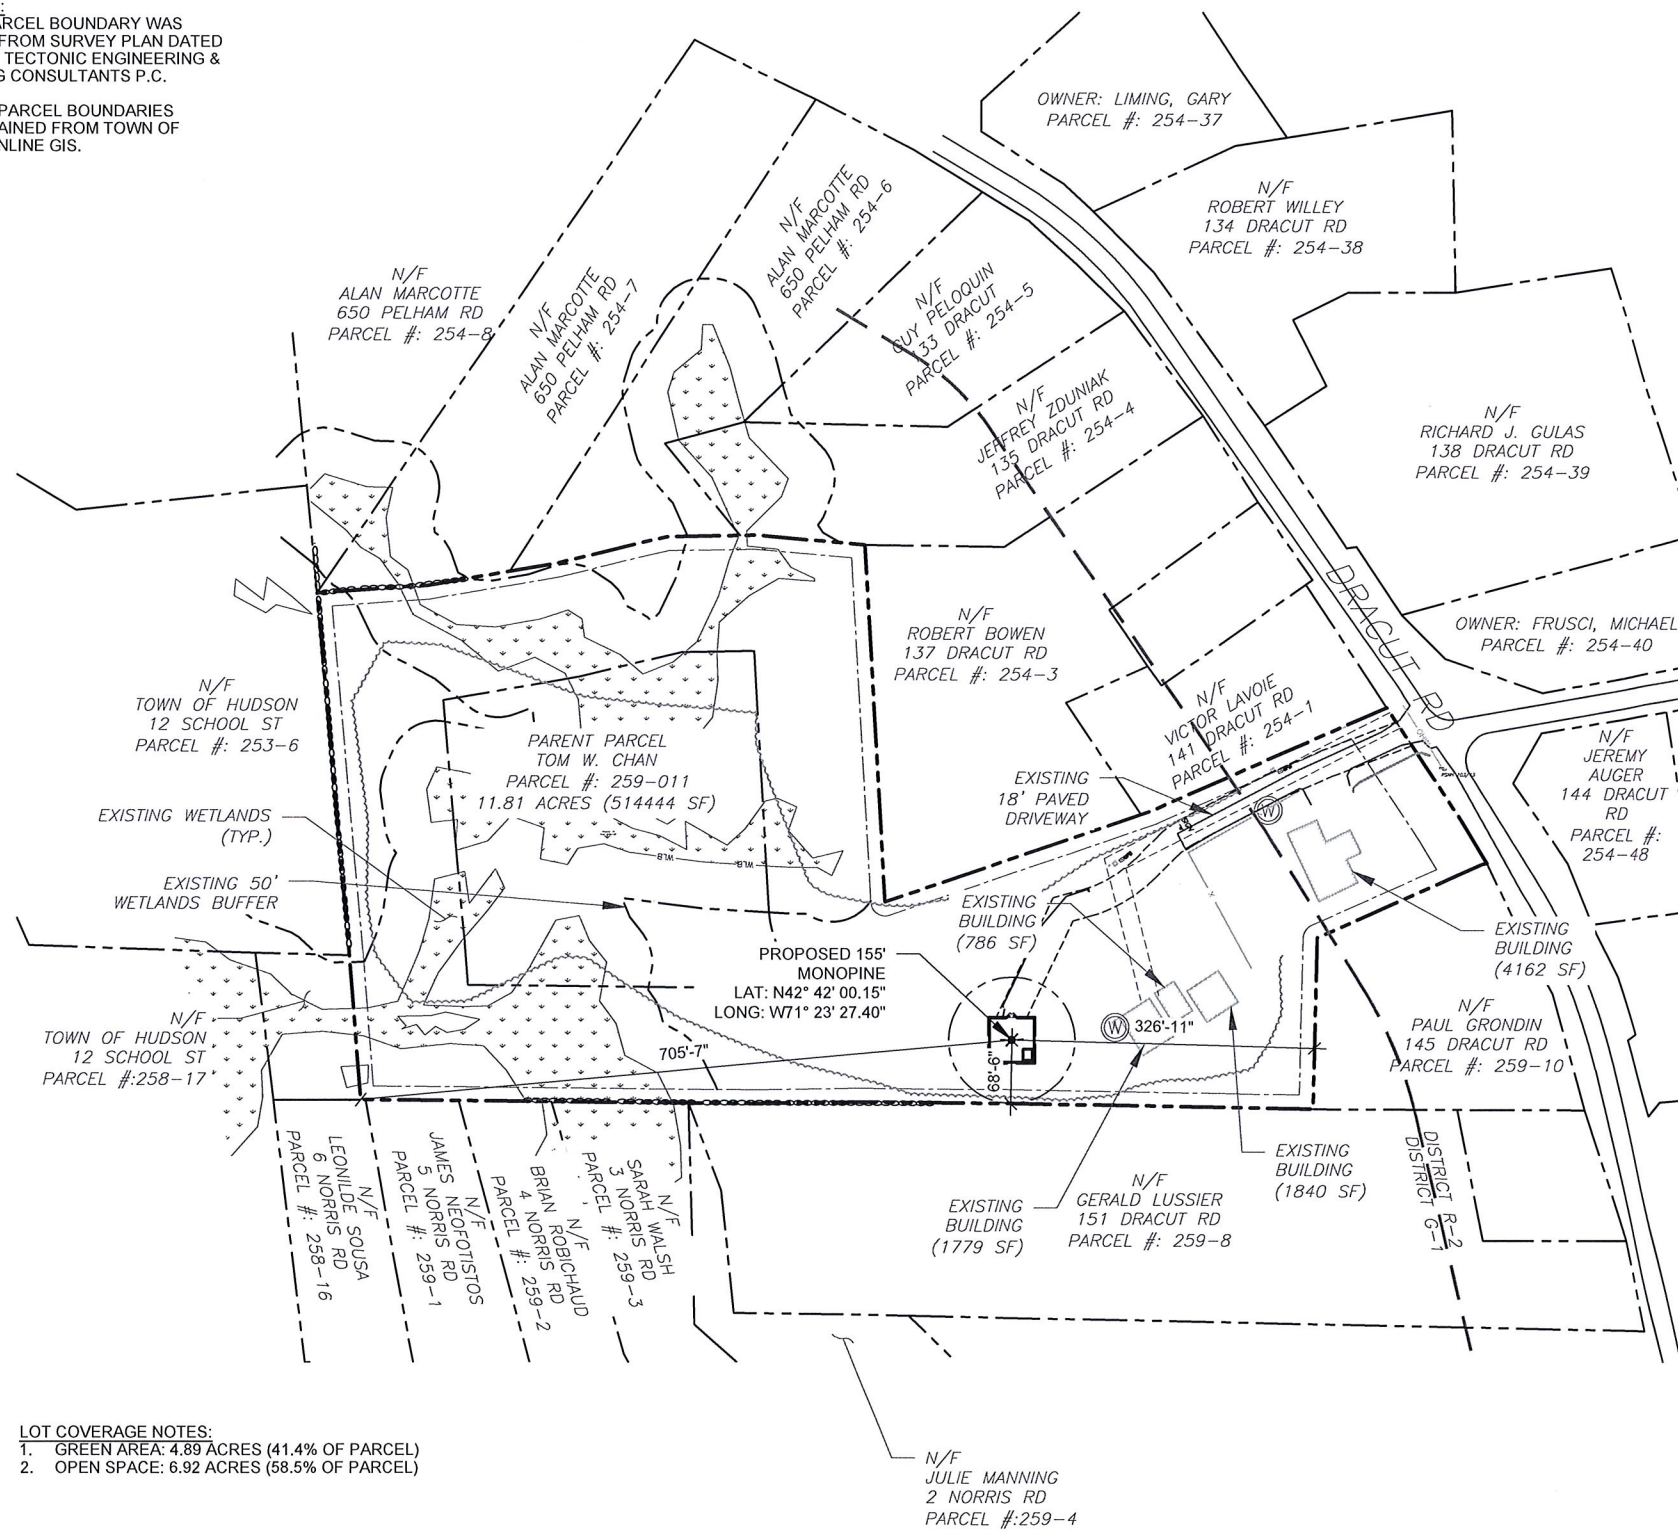 ARCEL BOUNDARY WAS
FROM SURVEY PLAN DATED
TECTONIC ENGINEERING &
G CONSULTANTS P.C.
PARCEL BOUNDARIES
AINED FROM TOWN OF
NLINE GIS.
OWNER: LIMING, GARY
PARCEL #: 254-37
N/F
ROBERT WILLEY
134 DRACUT RD
PARCEL #: 254-38
N/F
ALAN MARCOTTE
650 PELHAM RD
PARCEL #: 254-8
N/F
ALAN MARCOTTE
650 PELHAM RD
PARCEL #: 254-7
N/F
ALAN MARCOTTE
650 PELHAM RD
PARCEL #: 254-6
N/F
GUY PELOQUIN
133 DRACUT
PARCEL #: 254-5
N/F
JEFFREY ZDUNIAK
135 DRACUT RD
PARCEL #: 254-4
N/F
RICHARD J. GULAS
138 DRACUT RD
PARCEL #: 254-39
DRACUT RD
OWNER: FRUSCI, MICHAEL
PARCEL #: 254-40
N/F
ROBERT BOWEN
137 DRACUT RD
PARCEL #: 254-3
N/F
VICTOR LAVOIE
141 DRACUT RD
PARCEL #: 254-1
N/F
JEREMY
AUGER
144 DRACUT
RD
PARCEL #:
254-48
N/F
TOWN OF HUDSON
12 SCHOOL ST
PARCEL #: 253-6
PARENT PARCEL
TOM W. CHAN
PARCEL #: 259-011
11.81 ACRES (514444 SF)
WLB
WLB
EXISTING
18' PAVED
DRIVEWAY
W
EXISTING WETLANDS
(TYP.)
EXISTING 50'
WETLANDS BUFFER
EXISTING
BUILDING
(786 SF)
EXISTING
BUILDING
(4162 SF)
PROPOSED 155'
MONOPINE
LAT: N42° 42' 00.15"
LONG: W71° 23' 27.40"
N/F
TOWN OF HUDSON
12 SCHOOL ST
PARCEL #:258-17
705'-7"
68'-6"
W
326'-11"
N/F
PAUL GRONDIN
145 DRACUT RD
PARCEL #: 259-10
N/F
LEONILDE SOUSA
6 NORRIS RD
PARCEL #: 258-16
N/F
JAMES NEOFOTISTOS
5 NORRIS RD
PARCEL #: 259-1
N/F
BRIAN ROBICHAUD
4 NORRIS RD
PARCEL #: 259-2
N/F
SARAH WALSH
3 NORRIS RD
PARCEL #: 259-3
EXISTING
BUILDING
(1779 SF)
N/F
GERALD LUSSIER
151 DRACUT RD
PARCEL #: 259-8
EXISTING
BUILDING
(1840 SF)
DISTRICT R-2
DISTRICT G-1
LOT COVERAGE NOTES:
1. GREEN AREA: 4.89 ACRES (41.4% OF PARCEL)
2. OPEN SPACE: 6.92 ACRES (58.5% OF PARCEL)
N/F
JULIE MANNING
2 NORRIS RD
PARCEL #:259-4